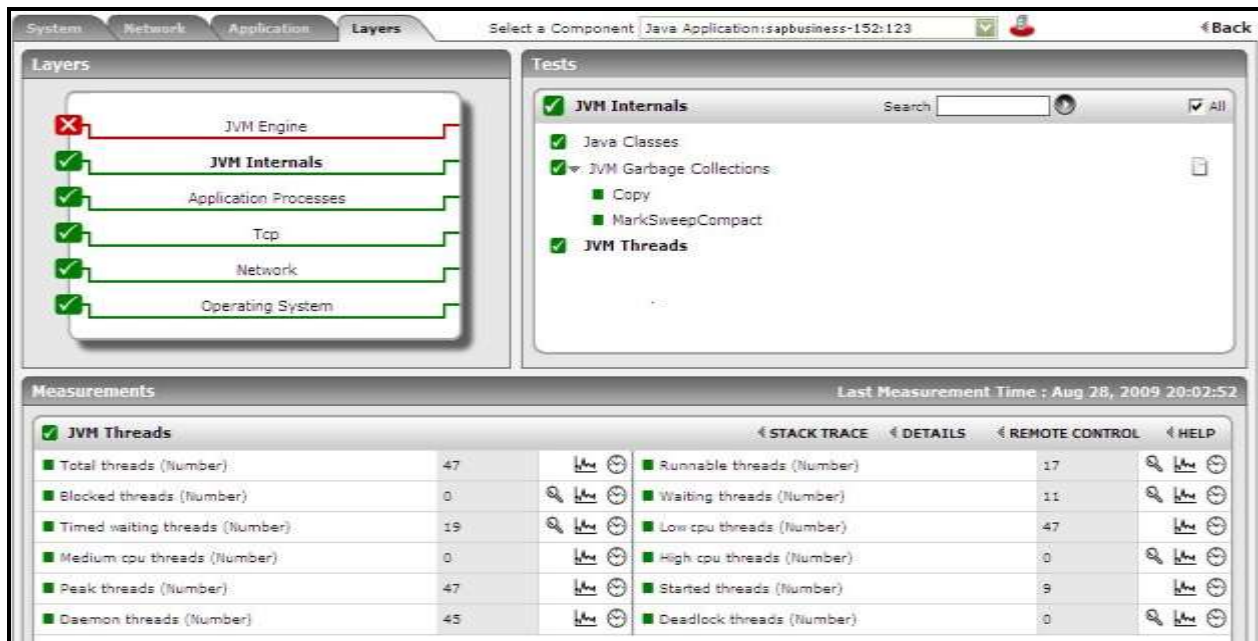 System Network Application Layers Select a Component Java Application:sapbusiness-152:123 Back
Layers
JVM Engine
JVM Internals
Application Processes
Tcp
Network
Operating System
Tests
JVM Internals Search All
Java Classes
JVM Garbage Collections
Copy
MarkSweepCompact
JVM Threads
Measurements Last Measurement Time : Aug 28, 2009 20:02:52
JVM Threads STACK TRACE DETAILS REMOTE CONTROL HELP
Total threads (Number) 47 Runnable threads (Number) 17
Blocked threads (Number) 0 Waiting threads (Number) 11
Timed waiting threads (Number) 19 Low cpu threads (Number) 47
Medium cpu threads (Number) 0 High cpu threads (Number) 0
Peak threads (Number) 47 Started threads (Number) 9
Daemon threads (Number) 45 Deadlock threads (Number) 0